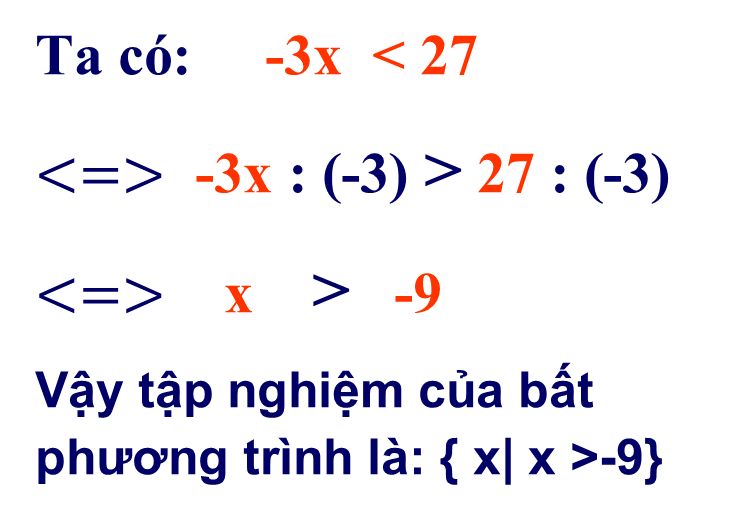 Ta có: -3x < 27
<=> -3x : (-3) > 27 : (-3)
<=> x > -9
Vậy tập nghiệm của bất
phương trình là: { x| x >-9}